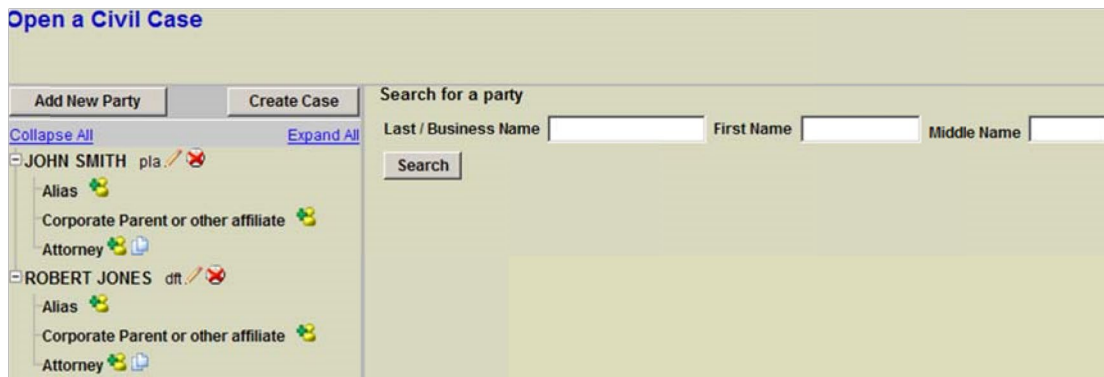 Open a Civil Case
Add New Party
Create Case
Collapse All
Expand All
JOHN SMITH pla.
Alias
Corporate Parent or other affiliate
Attorney
ROBERT JONES dft.
Alias
Corporate Parent or other affiliate
Attorney
Search for a party
Last / Business Name
First Name
Middle Name
Search